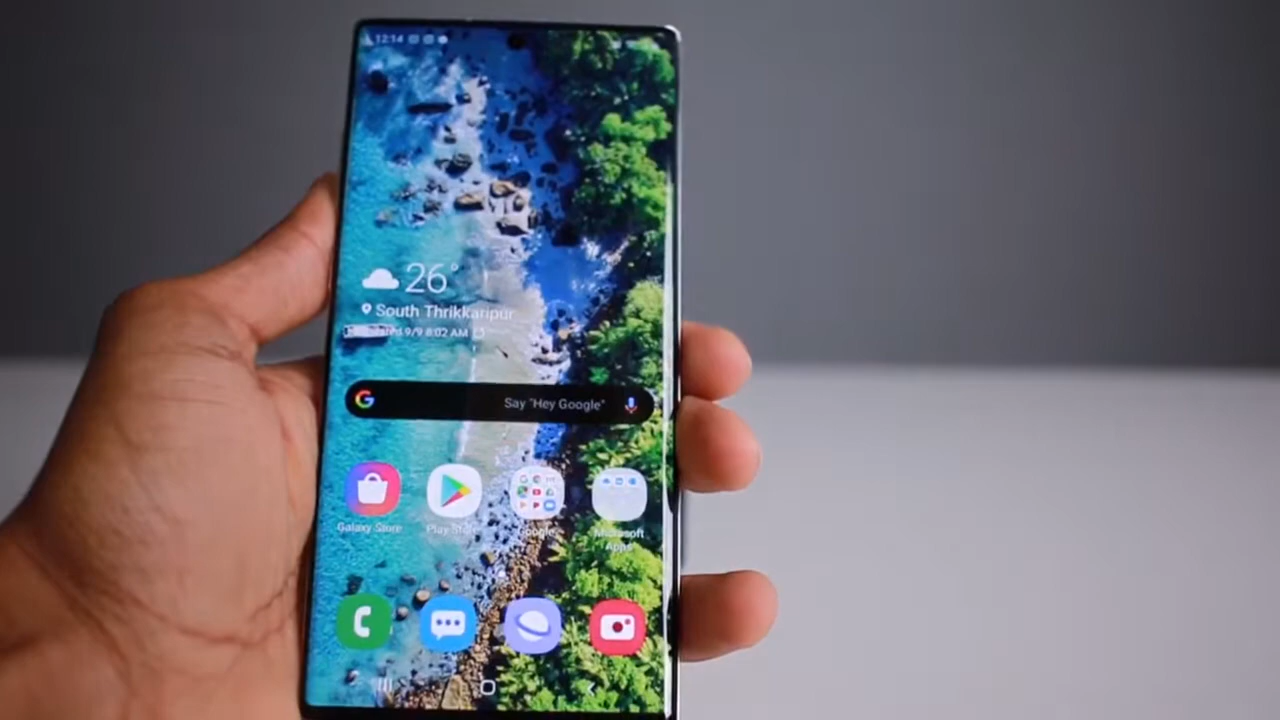 12:14
26°
South Thrikkaripur
9/9 8:02 AM
Say "Hey Google"
Galaxy Store
Play Store
Google
Microsoft
Apps